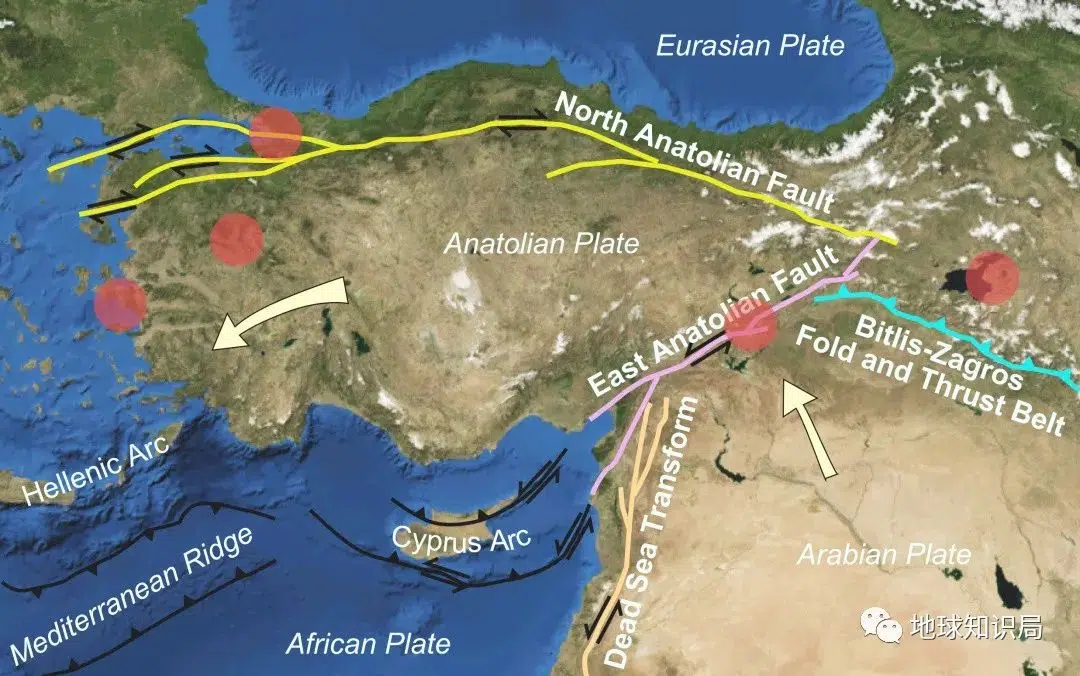 Eurasian Plate
North Anatolian Fault
Anatolian Plate
East Anatolian Fault
Bitlis-Zagros
Fold and Thrust Belt
Hellenic Arc
Cyprus Arc
Dead Sea Transform
Mediterranean Ridge
Arabian Plate
African Plate
地球知识局